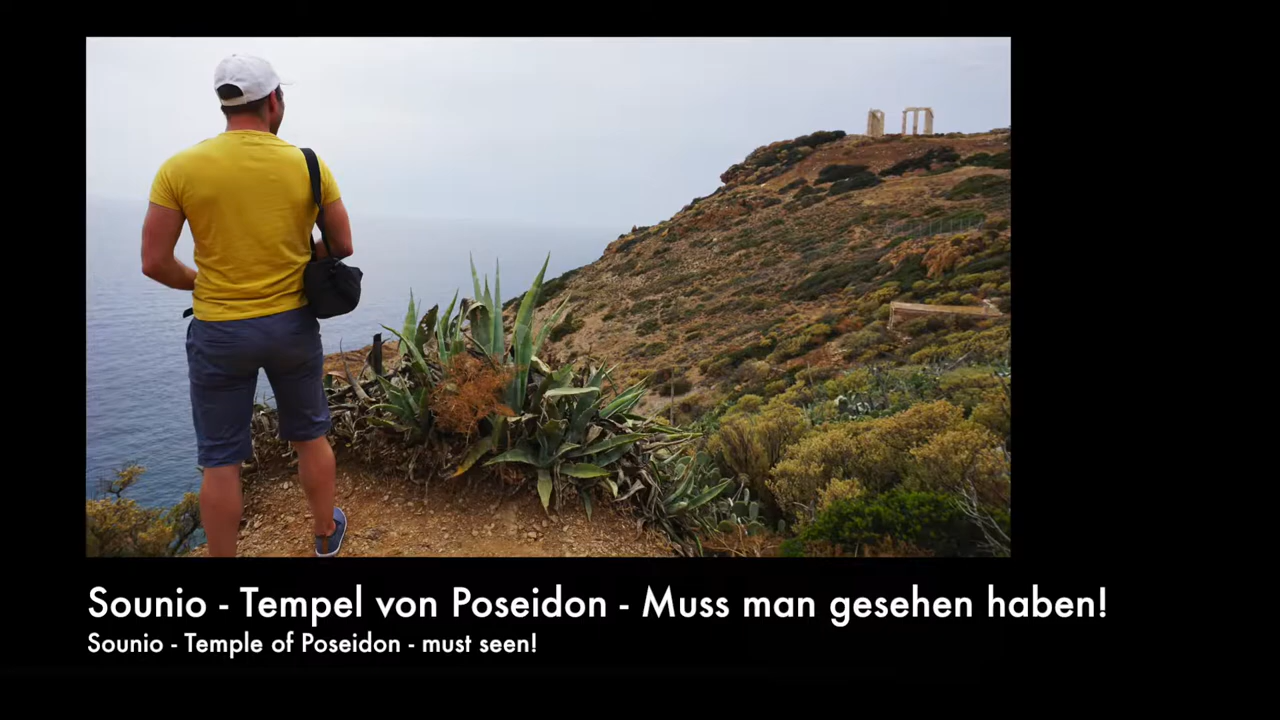 Sounio - Tempel von Poseidon - Muss man gesehen haben!
Sounio - Temple of Poseidon - must seen!